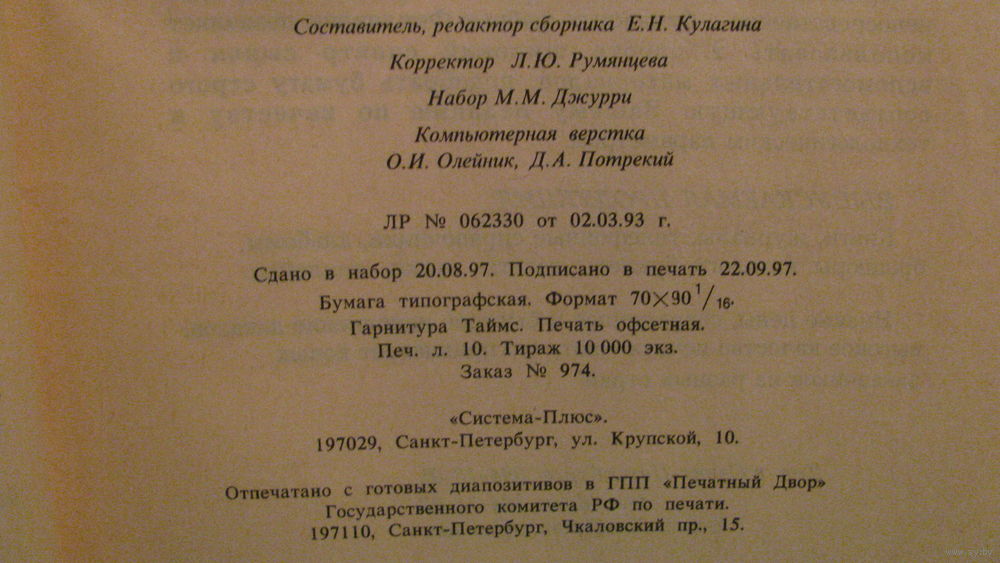 Составитель, редактор сборника Е.Н. Кулагина
Корректор Л.Ю. Румянцева
Набор М.М. Джурри
Компьютерная верстка
О.И. Олейник, Д.А. Потрекий
ЛР № 062330 от 02.03.93 г.
Сдано в набор 20.08.97. Подписано в печать 22.09.97.
Бумага типографская. Формат 70×90 1/16.
Гарнитура Таймс. Печать офсетная.
Печ. л. 10. Тираж 10 000 экз.
Заказ № 974.
«Система-Плюс».
197029, Санкт-Петербург, ул. Крупской, 10.
Отпечатано с готовых диапозитивов в ГПП «Печатный Двор»
Государственного комитета РФ по печати.
197110, Санкт-Петербург, Чкаловский пр., 15.